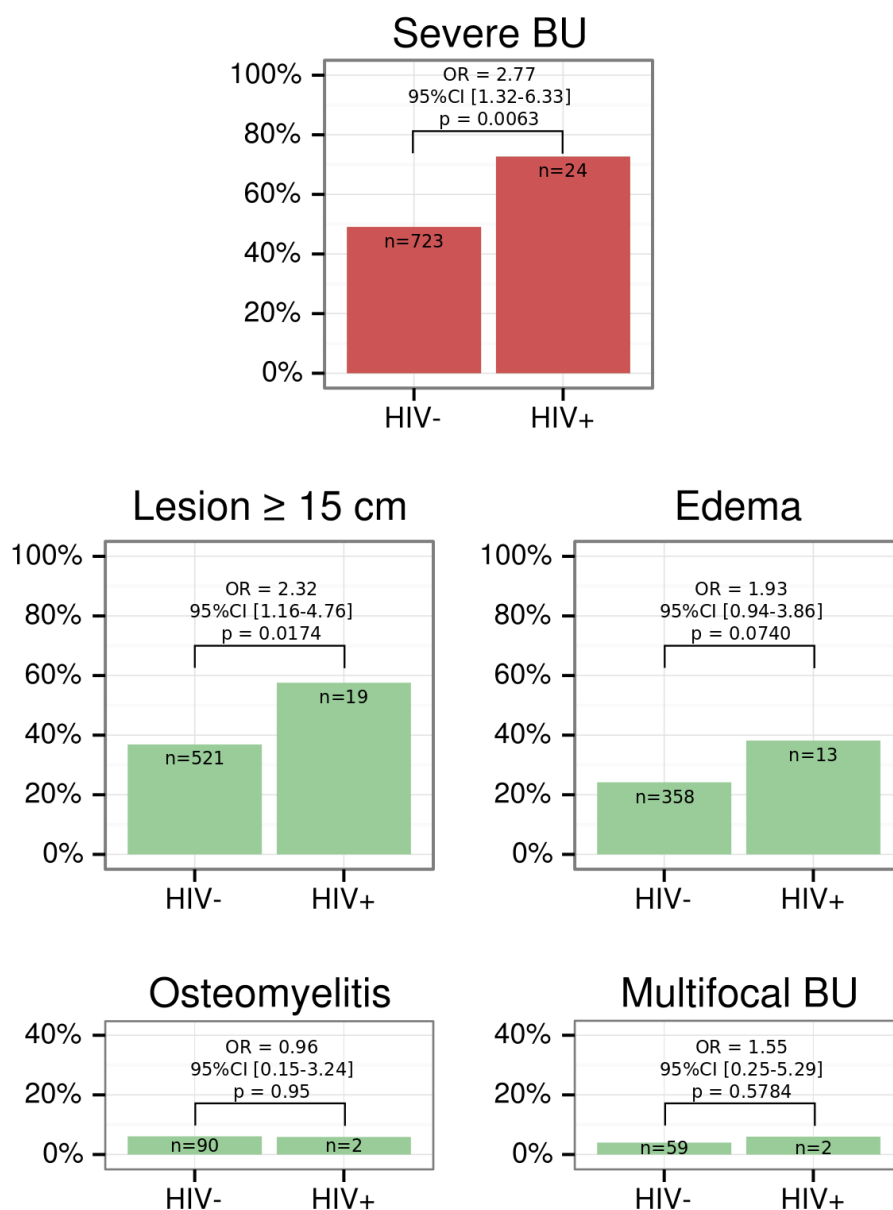 Severe BU
100%
80%
60%
40%
20%
0%
OR = 2.77
95%CI [1.32-6.33]
p = 0.0063
n=723
n=24
HIV-
HIV+
Lesion ≥ 15 cm
100%
80%
60%
40%
20%
0%
OR = 2.32
95%CI [1.16-4.76]
p = 0.0174
n=521
n=19
HIV-
HIV+
Edema
100%
80%
60%
40%
20%
0%
OR = 1.93
95%CI [0.94-3.86]
p = 0.0740
n=358
n=13
HIV-
HIV+
Osteomyelitis
40%
20%
0%
OR = 0.96
95%CI [0.15-3.24]
p = 0.95
n=90
n=2
HIV-
HIV+
Multifocal BU
40%
20%
0%
OR = 1.55
95%CI [0.25-5.29]
p = 0.5784
n=59
n=2
HIV-
HIV+